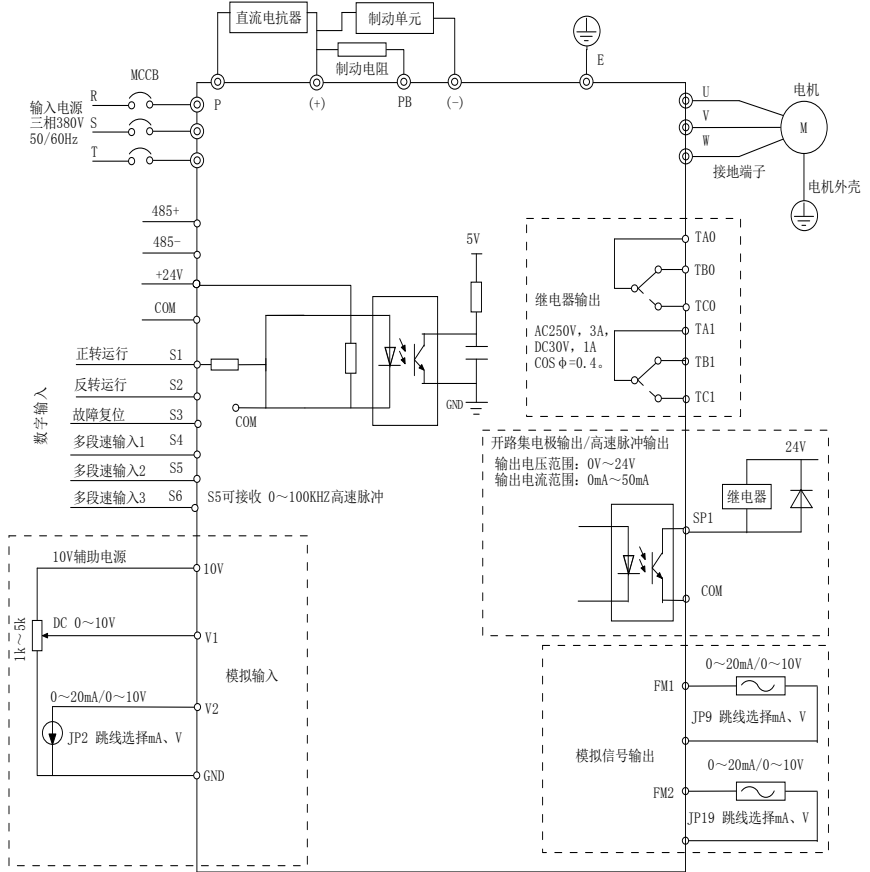 直流电抗器
制动单元
制动电阻
E
MCCB
P
(+)
PB
(-)
R
输入电源
三相380V
S
50/60Hz
T
U
V
W
电机
M
接地端子
电机外壳
485+
485-
+24V
COM
5V
GND
COM
数字输入
正转运行 S1
反转运行 S2
故障复位 S3
多段速输入1 S4
多段速输入2 S5
多段速输入3 S6
S5可接收 0～100KHZ高速脉冲
继电器输出
AC250V，3A，
DC30V，1A
COSφ=0.4。
TA0
TB0
TC0
TA1
TB1
TC1
开路集电极输出/高速脉冲输出
输出电压范围：0V～24V
输出电流范围：0mA～50mA
24V
继电器
SP1
COM
10V辅助电源
10V
1k～5k
DC 0～10V
V1
模拟输入
0～20mA/0～10V
V2
JP2 跳线选择mA、V
GND
0～20mA/0～10V
FM1
JP9 跳线选择mA、V
模拟信号输出
0～20mA/0～10V
FM2
JP19 跳线选择mA、V